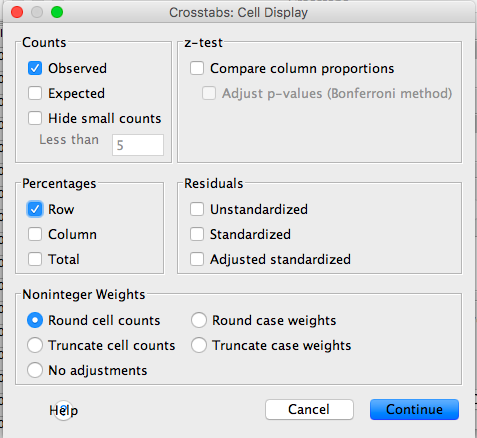 Crosstabs: Cell Display
Counts
Observed
Expected
Hide small counts
Less than
5
z-test
Compare column proportions
Adjust p-values (Bonferroni method)
Percentages
Row
Column
Total
Residuals
Unstandardized
Standardized
Adjusted standardized
Noninteger Weights
Round cell counts
Round case weights
Truncate cell counts
Truncate case weights
No adjustments
Help
Cancel
Continue